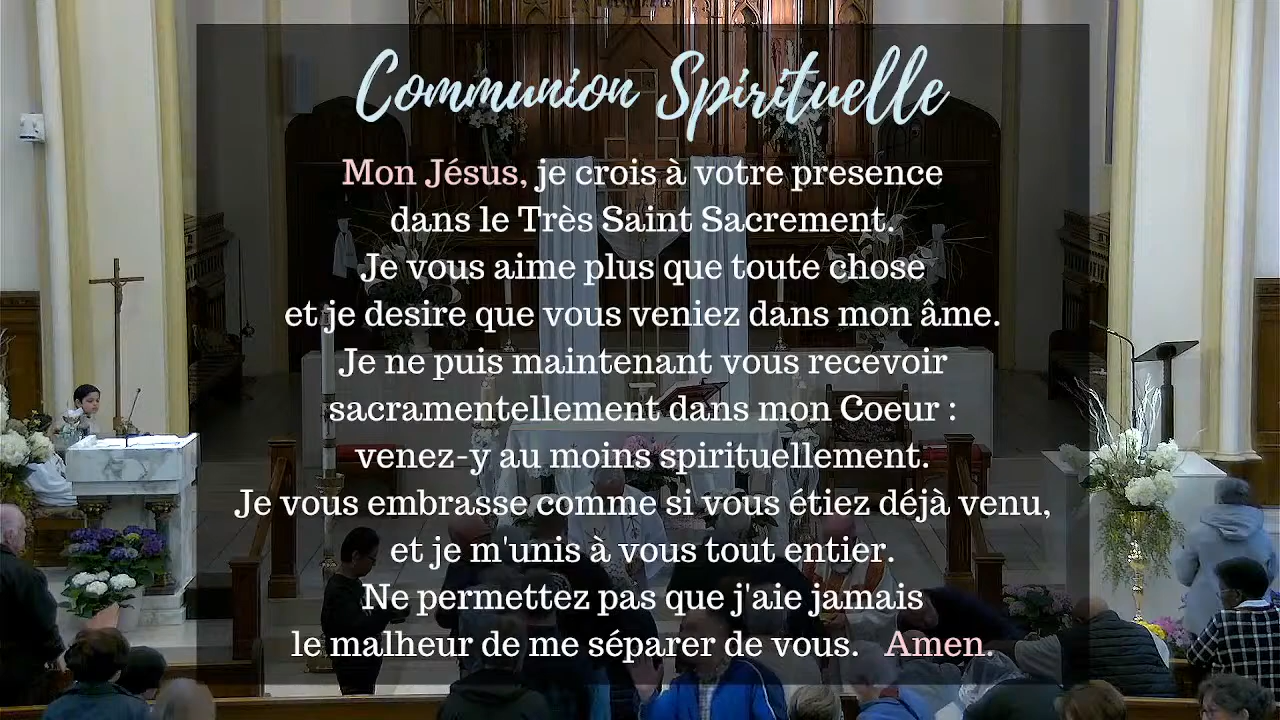 Communion Spirituelle
Mon Jésus, je crois à votre presence
dans le Très Saint Sacrement.
Je vous aime plus que toute chose
et je desire que vous veniez dans mon âme.
Je ne puis maintenant vous recevoir
sacramentellement dans mon Coeur :
venez-y au moins spirituellement.
Je vous embrasse comme si vous étiez déjà venu,
et je m'unis à vous tout entier.
Ne permettez pas que j'aie jamais
le malheur de me séparer de vous. Amen.